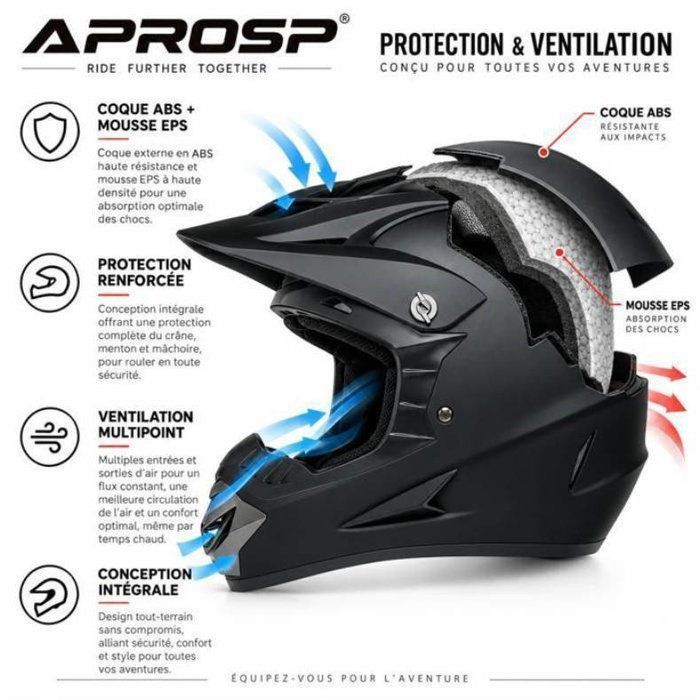 APROSP®
RIDE FURTHER TOGETHER
PROTECTION & VENTILATION
CONÇU POUR TOUTES VOS AVENTURES
COQUE ABS +
MOUSSE EPS
Coque externe en ABS
haute résistance et
mousse EPS à haute
densité pour une
absorption optimale
des chocs.
PROTECTION
RENFORCÉE
Conception intégrale
offrant une protection
complète du crâne,
menton et mâchoire,
pour rouler en toute
sécurité.
VENTILATION
MULTIPOINT
Multiples entrées et
sorties d'air pour un
flux constant, une
meilleure circulation
de l'air et un confort
optimal, même par
temps chaud.
CONCEPTION
INTÉGRALE
Design tout-terrain
sans compromis,
alliant sécurité, confort
et style pour toutes
vos aventures.
COQUE ABS
RÉSISTANTE
AUX IMPACTS
MOUSSE EPS
ABSORPTION
DES CHOCS
ÉQUIPEZ-VOUS POUR L'AVENTURE